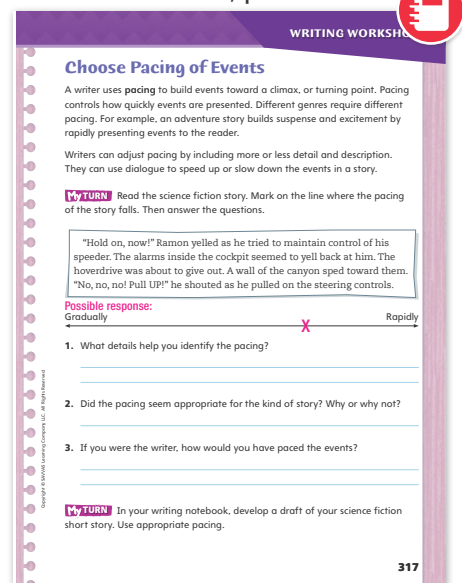 WRITING WORKSH
Choose Pacing of Events
A writer uses pacing to build events toward a climax, or turning point. Pacing
controls how quickly events are presented. Different genres require different
pacing. For example, an adventure story builds suspense and excitement by
rapidly presenting events to the reader.
Writers can adjust pacing by including more or less detail and description.
They can use dialogue to speed up or slow down the events in a story.
My TURN Read the science fiction story. Mark on the line where the pacing
of the story falls. Then answer the questions.
“Hold on, now!” Ramon yelled as he tried to maintain control of his
speeder. The alarms inside the cockpit seemed to yell back at him. The
hoverdrive was about to give out. A wall of the canyon sped toward them.
“No, no, no! Pull UP!” he shouted as he pulled on the steering controls.
Possible response:
Gradually Rapidly
X
1. What details help you identify the pacing?
2. Did the pacing seem appropriate for the kind of story? Why or why not?
3. If you were the writer, how would you have paced the events?
My TURN In your writing notebook, develop a draft of your science fiction
short story. Use appropriate pacing.
Copyright © SAVVAS Learning Company LLC. All Rights Reserved.
317